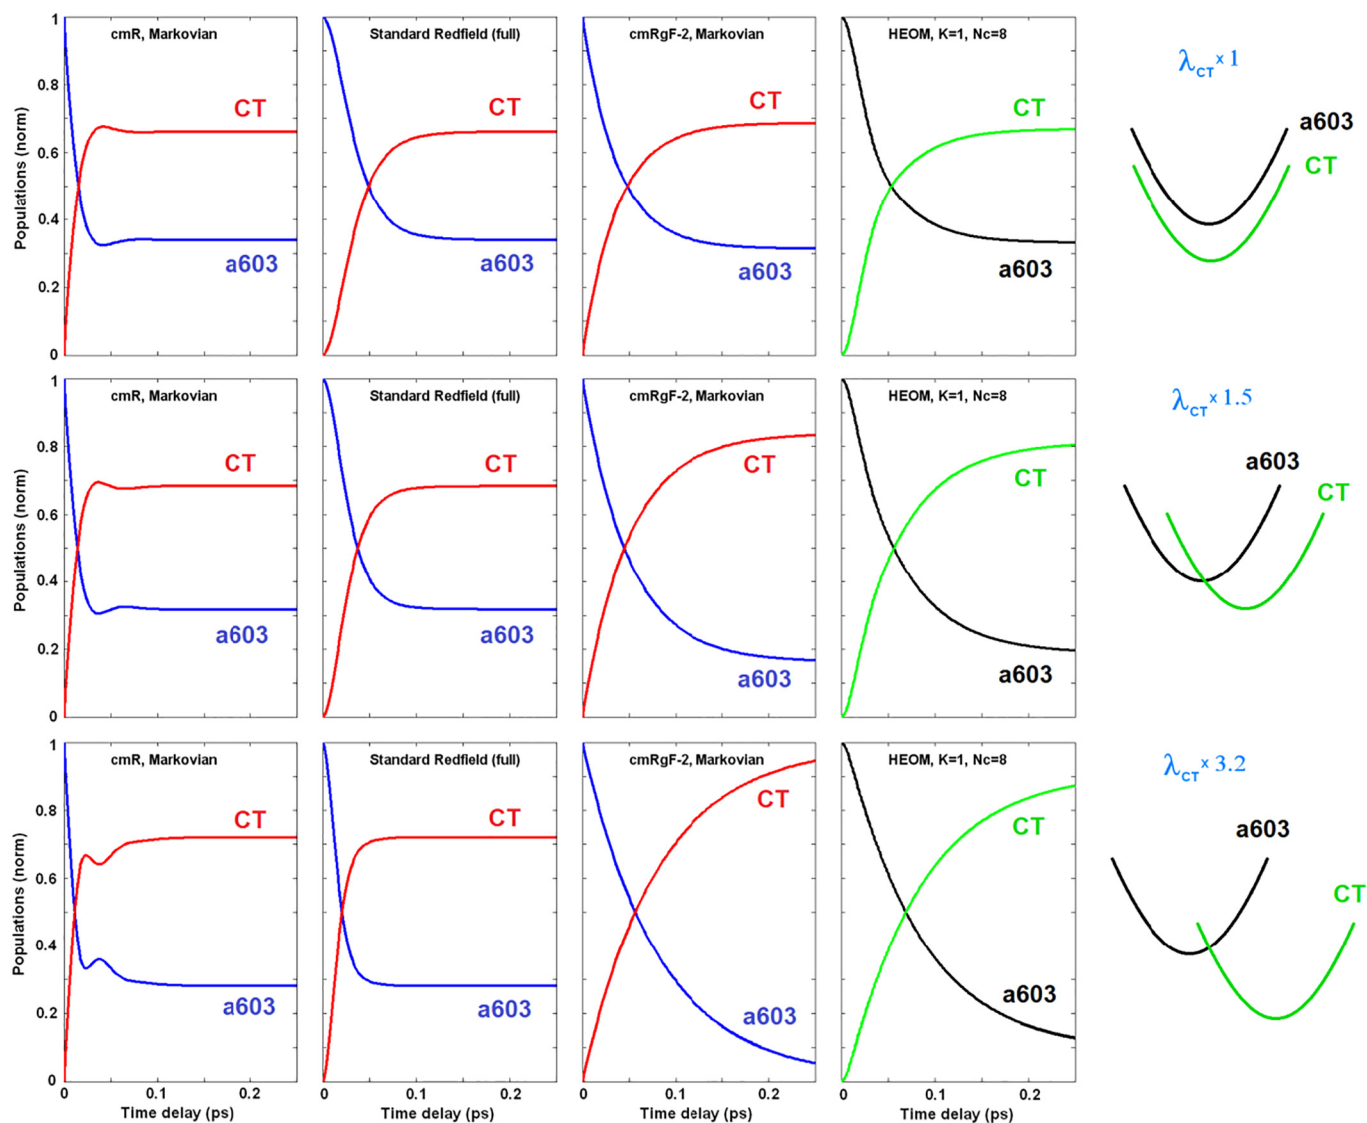 cmR, Markovian
Standard Redfield (full)
cmRgF-2, Markovian
HEOM, K=1, Nc=8
λCT × 1
a603
CT
Populations (norm)
1
0.8
0.6
0.4
0.2
0
CT
a603
CT
a603
CT
a603
CT
a603
cmR, Markovian
Standard Redfield (full)
cmRgF-2, Markovian
HEOM, K=1, Nc=8
λCT × 1.5
a603
CT
Populations (norm)
1
0.8
0.6
0.4
0.2
0
CT
a603
CT
a603
CT
a603
CT
a603
cmR, Markovian
Standard Redfield (full)
cmRgF-2, Markovian
HEOM, K=1, Nc=8
λCT × 3.2
a603
CT
Populations (norm)
1
0.8
0.6
0.4
0.2
0
CT
a603
CT
a603
CT
a603
CT
a603
0 0.1 0.2
0 0.1 0.2
0 0.1 0.2
0 0.1 0.2
Time delay (ps)
Time delay (ps)
Time delay (ps)
Time delay (ps)